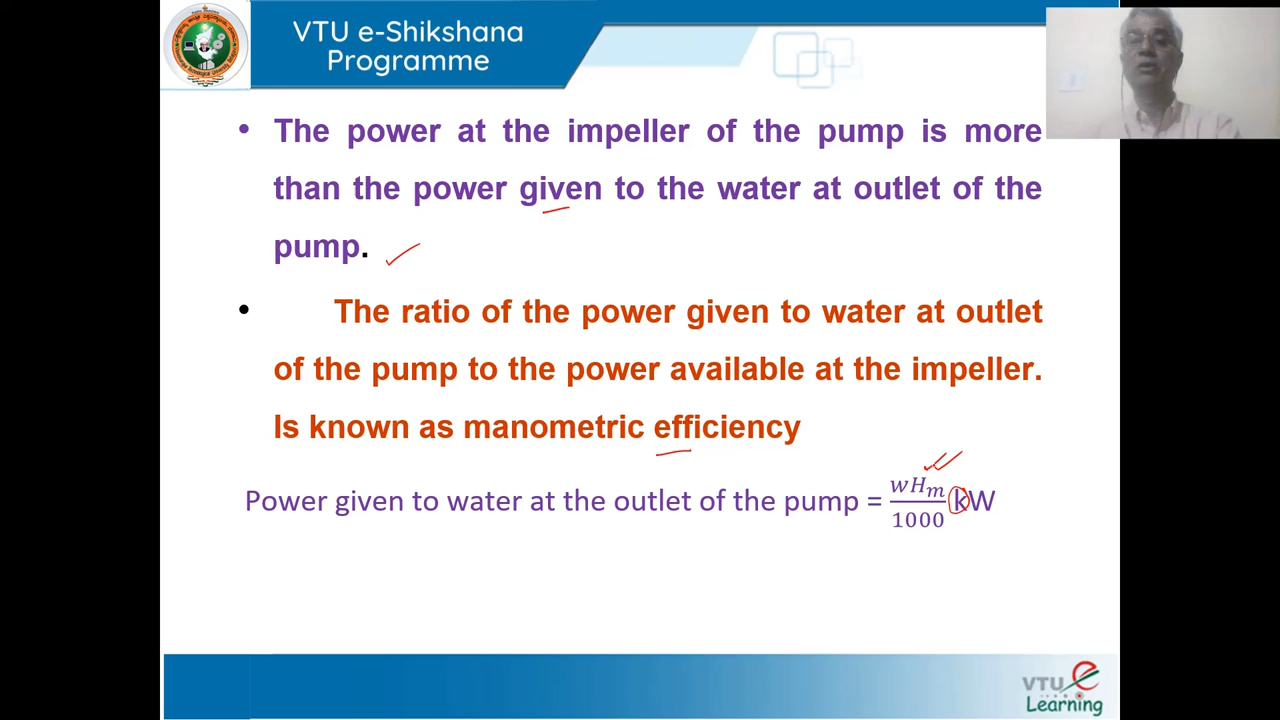 VTU e-Shikshana
Programme
• The power at the impeller of the pump is more
than the power given to the water at outlet of the
pump.
• The ratio of the power given to water at outlet
of the pump to the power available at the impeller.
Is known as manometric efficiency
Power given to water at the outlet of the pump = \frac{wH_m}{1000} kW
VTU e
Learning